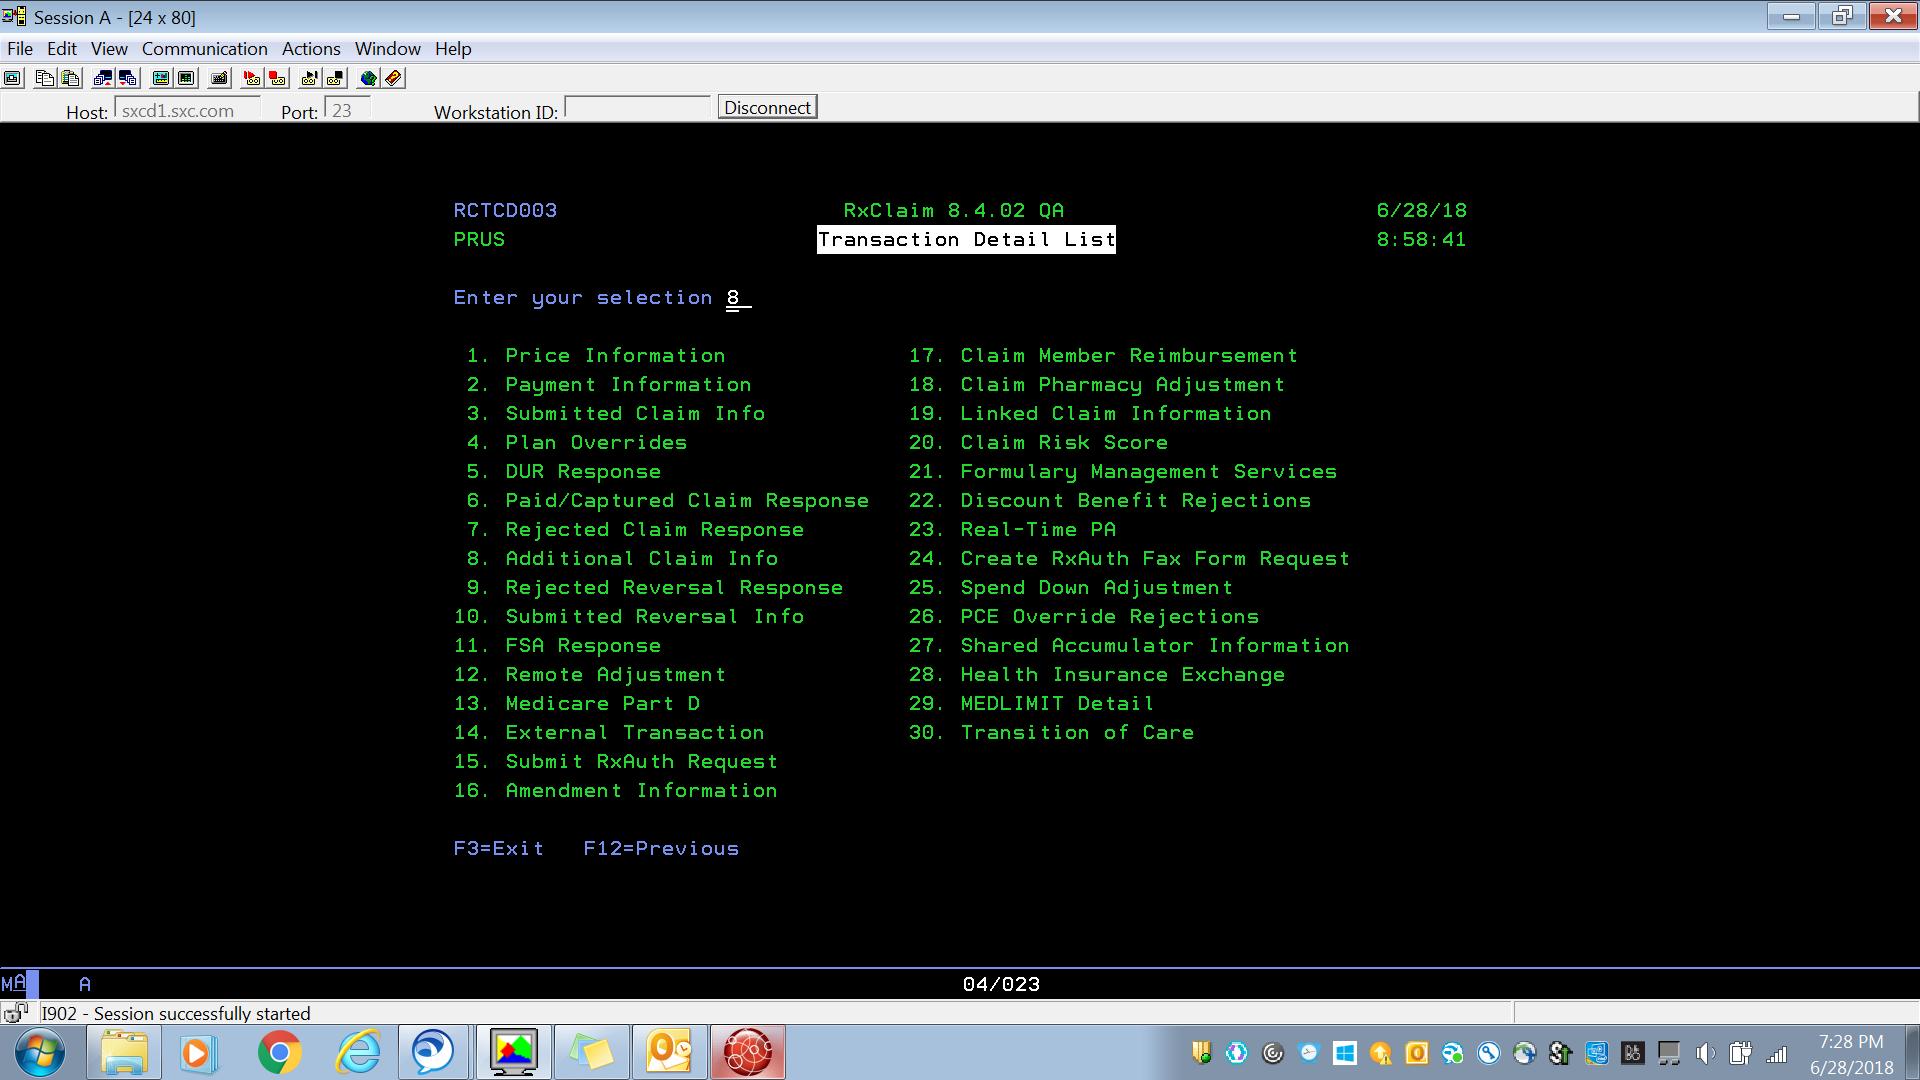 Session A - [24 x 80]
File Edit View Communication Actions Window Help
Host: sxcd1.sxc.com Port: 23 Workstation ID: Disconnect
RCTCD003 RxClaim 8.4.02 QA 6/28/18
PRUS Transaction Detail List 8:58:41
Enter your selection 8
1. Price Information 17. Claim Member Reimbursement
2. Payment Information 18. Claim Pharmacy Adjustment
3. Submitted Claim Info 19. Linked Claim Information
4. Plan Overrides 20. Claim Risk Score
5. DUR Response 21. Formulary Management Services
6. Paid/Captured Claim Response 22. Discount Benefit Rejections
7. Rejected Claim Response 23. Real-Time PA
8. Additional Claim Info 24. Create RxAuth Fax Form Request
9. Rejected Reversal Response 25. Spend Down Adjustment
10. Submitted Reversal Info 26. PCE Override Rejections
11. FSA Response 27. Shared Accumulator Information
12. Remote Adjustment 28. Health Insurance Exchange
13. Medicare Part D 29. MEDLIMIT Detail
14. External Transaction 30. Transition of Care
15. Submit RxAuth Request
16. Amendment Information
F3=Exit F12=Previous
MA A 04/023
I902 - Session successfully started
7:28 PM
6/28/2018